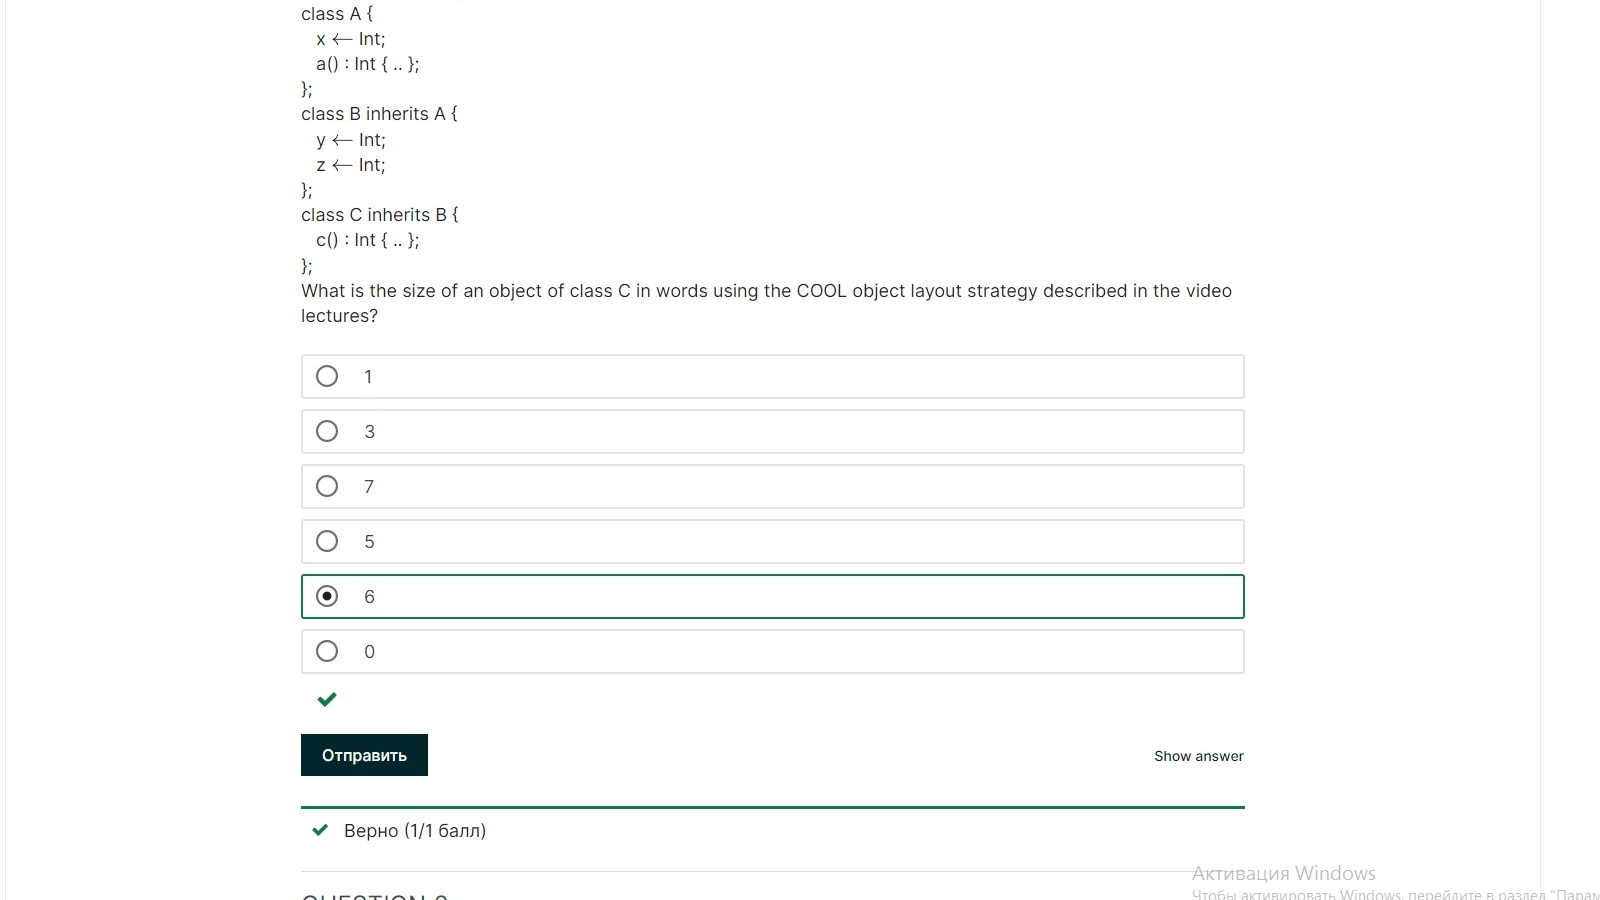 class A {
x ← Int;
a() : Int { .. };
};
class B inherits A {
y ← Int;
z ← Int;
};
class C inherits B {
c() : Int { .. };
};
What is the size of an object of class C in words using the COOL object layout strategy described in the video
lectures?
1
3
7
5
6
0
Отправить
Show answer
Верно (1/1 балл)
Активация Windows
Чтобы активировать Windows, перейдите в раздел "Парам
QUESTION